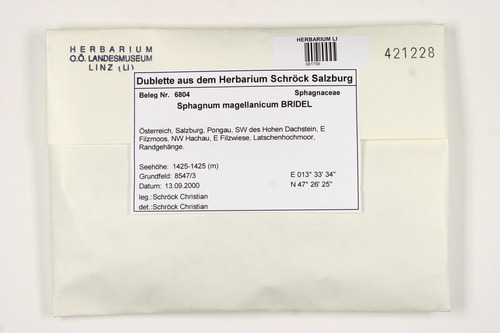 HERBARIUM
O.Ö. LANDESMUSEUM
LINZ (LI)
HERBARIUM LI
421228
Dublette aus dem Herbarium Schröck Salzburg
Beleg Nr. 6804 Sphagnaceae
Sphagnum magellanicum BRIDEL
Österreich, Salzburg, Pongau, SW des Hohen Dachstein, E
Filzmoos, NW Hachau, E Filzwiese, Latschenhochmoor,
Randgehänge.
Seehöhe: 1425-1425 (m)
Grundfeld: 8547/3 E 013° 33' 34"
Datum: 13.09.2000 N 47° 26' 25"
leg.:Schröck Christian
det.:Schröck Christian